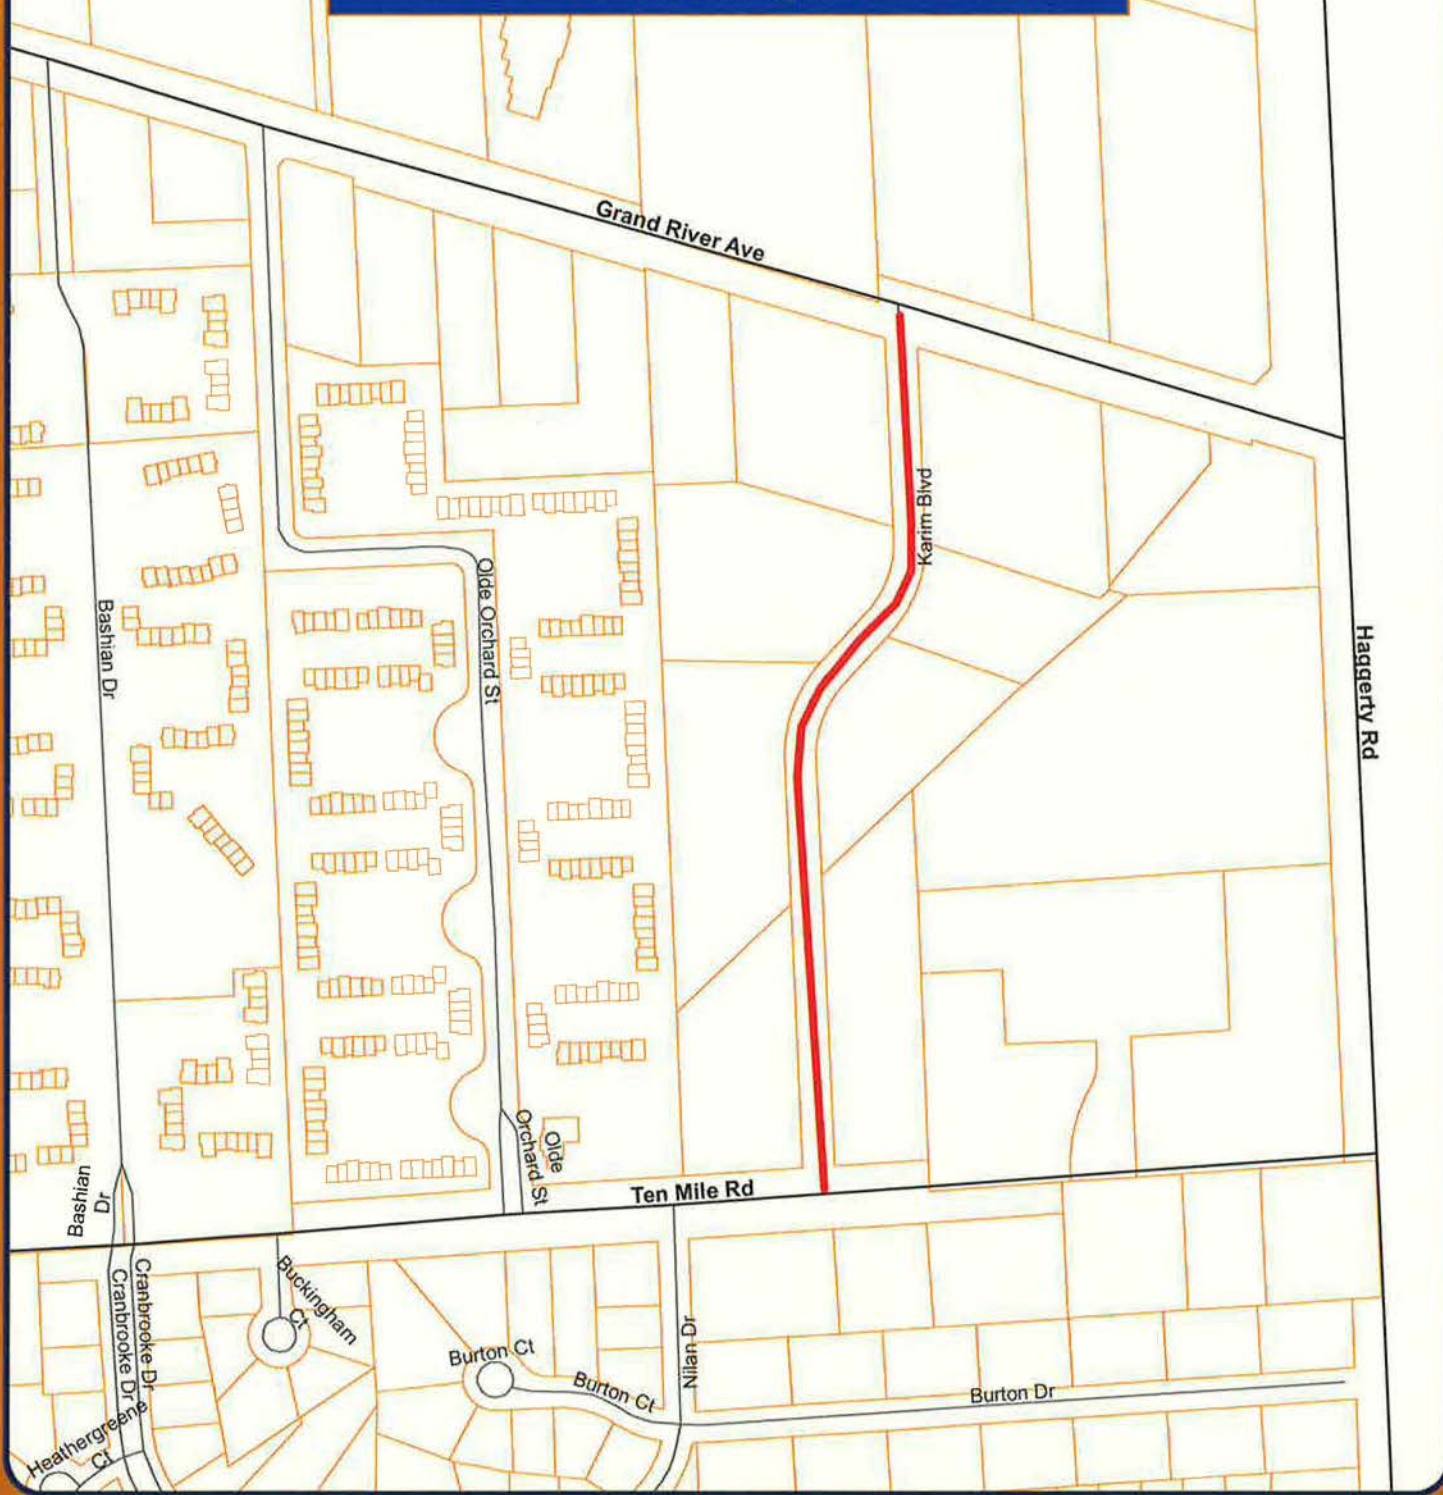 Grand River Ave
Karim Blvd
Olde Orchard St
Bashian Dr
Haggerty Rd
Olde
Orchard St
Bashian
Dr
Ten Mile Rd
Cranbrooke Dr
Cranbrooke Dr
Buckingham
Ct
Burton Ct
Burton Ct
Nilan Dr
Burton Dr
Heathergreene
Ct